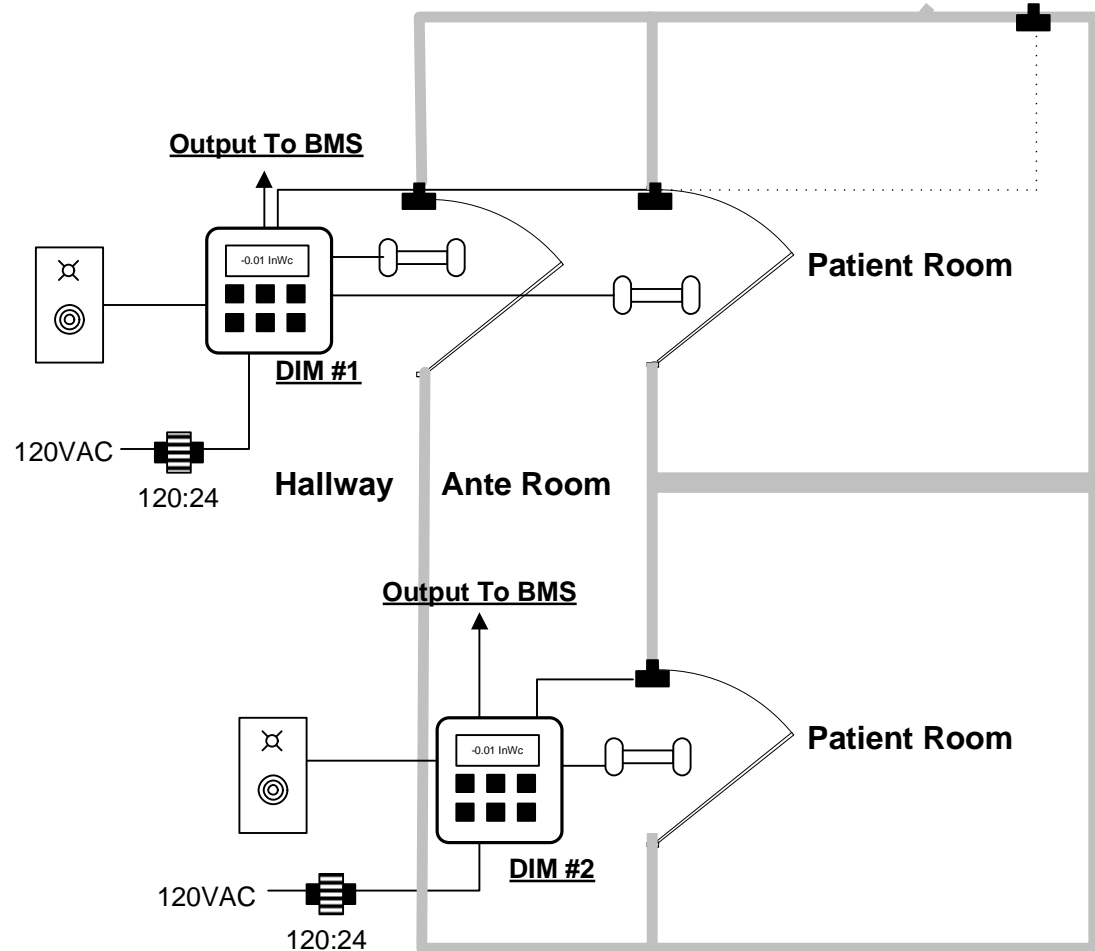 Output To BMS
-0.01 InWc
Patient Room
DIM #1
120VAC
120:24
Hallway
Ante Room
Output To BMS
-0.01 InWc
Patient Room
DIM #2
120VAC
120:24